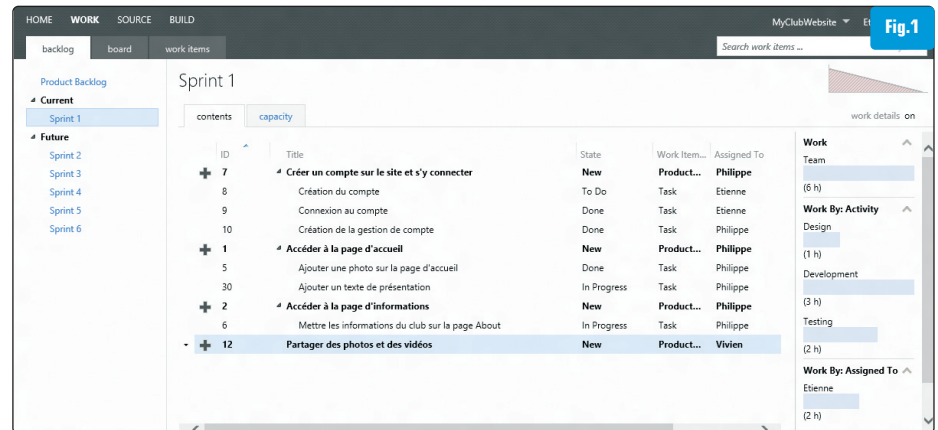 HOME WORK SOURCE BUILD MyClubWebsite
Fig.1
backlog board work items Search work items ...
Product Backlog
Current
Sprint 1
Future
Sprint 2
Sprint 3
Sprint 4
Sprint 5
Sprint 6
Sprint 1
contents capacity work details on
ID Title State Work Item... Assigned To
7 Créer un compte sur le site et s'y connecter New Product... Philippe
8 Création du compte To Do Task Etienne
9 Connexion au compte Done Task Etienne
10 Création de la gestion de compte Done Task Philippe
1 Accéder à la page d'accueil New Product... Philippe
5 Ajouter une photo sur la page d'accueil Done Task Philippe
30 Ajouter un texte de présentation In Progress Task Philippe
2 Accéder à la page d'informations New Product... Philippe
6 Mettre les informations du club sur la page About In Progress Task Philippe
12 Partager des photos et des vidéos New Product... Vivien
Work
Team
(6 h)
Work By: Activity
Design
(1 h)
Development
(3 h)
Testing
(2 h)
Work By: Assigned To
Etienne
(2 h)